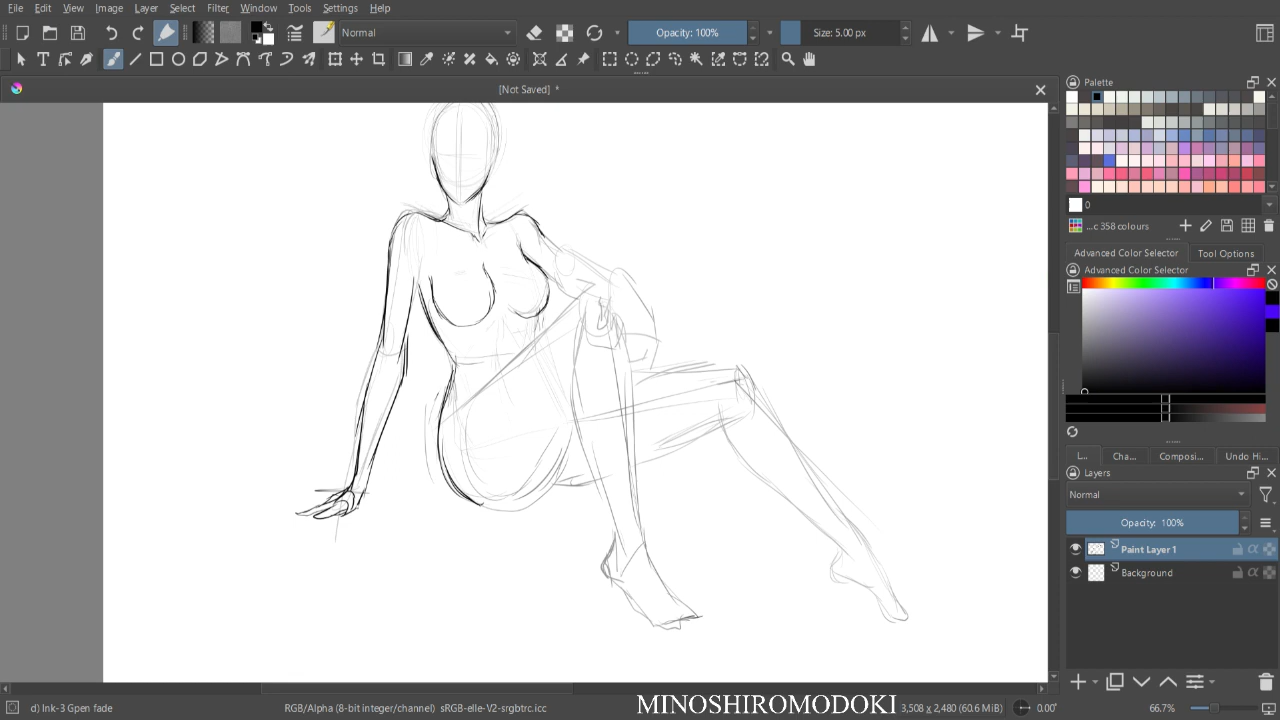 File Edit View Image Layer Select Filter Tools Settings Help
Normal Opacity: 100% Size: 5.00 px
[Not Saved] *
Palette
0
...c 358 colours
Advanced Color Selector Tool Options
Advanced Color Selector
L... Cha... Composi... Undo Hi...
Layers
Normal
Opacity: 100%
Paint Layer 1
Background
MINOSHIROMODOKI
d) Ink-3 Gpen fade RGB/Alpha (8-bit integer/channel) sRGB-elle-V2-srgbtrc.icc 3,508 x 2,480 (60.6 MiB) 0.00° 66.7%